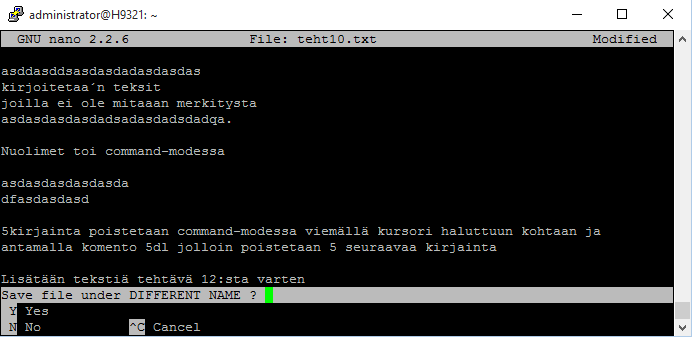 administrator@H9321: ~
GNU nano 2.2.6 File: teht10.txt Modified
asddasddsasdasdadasdasdas
kirjoitetaa´n teksit
joilla ei ole mitaaan merkitysta
asdasdasdasdadsadasdadsdadqa.
Nuolimet toi command-modessa
asdasdasdasdasda
dfasdasdasd
5kirjainta poistetaan command-modessa viemällä kursori haluttuun kohtaan ja
antamalla komento 5dl jolloin poistetaan 5 seuraavaa kirjainta
Lisätään tekstiä tehtävä 12:sta varten
Save file under DIFFERENT NAME ?
Y Yes
N No ^C Cancel